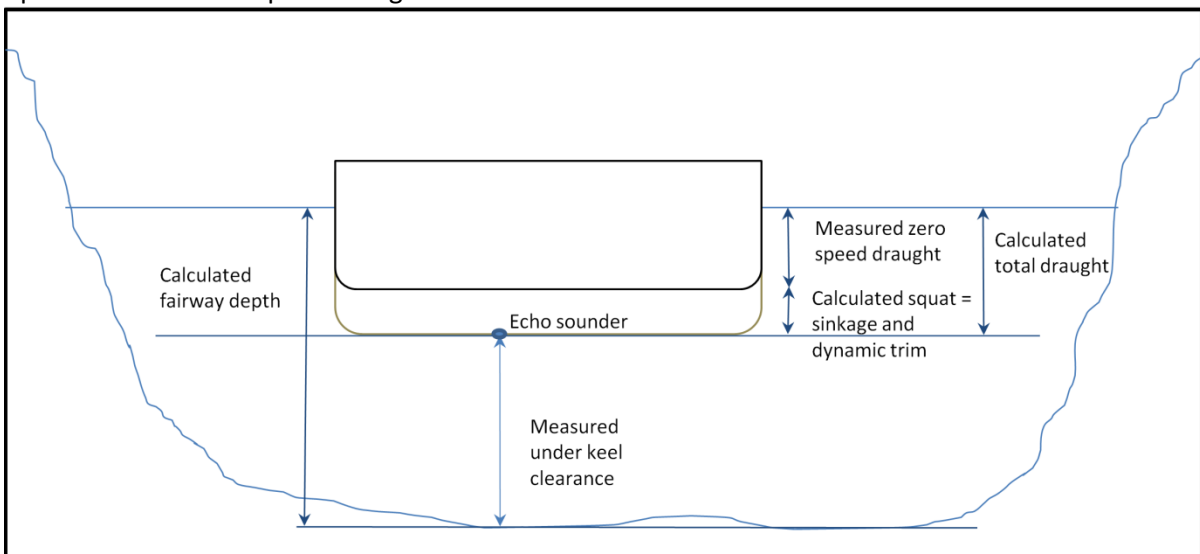 Measured zero
speed draught
Calculated
total draught
Calculated
fairway depth
Calculated squat =
sinkage and
dynamic trim
Echo sounder
Measured
under keel
clearance